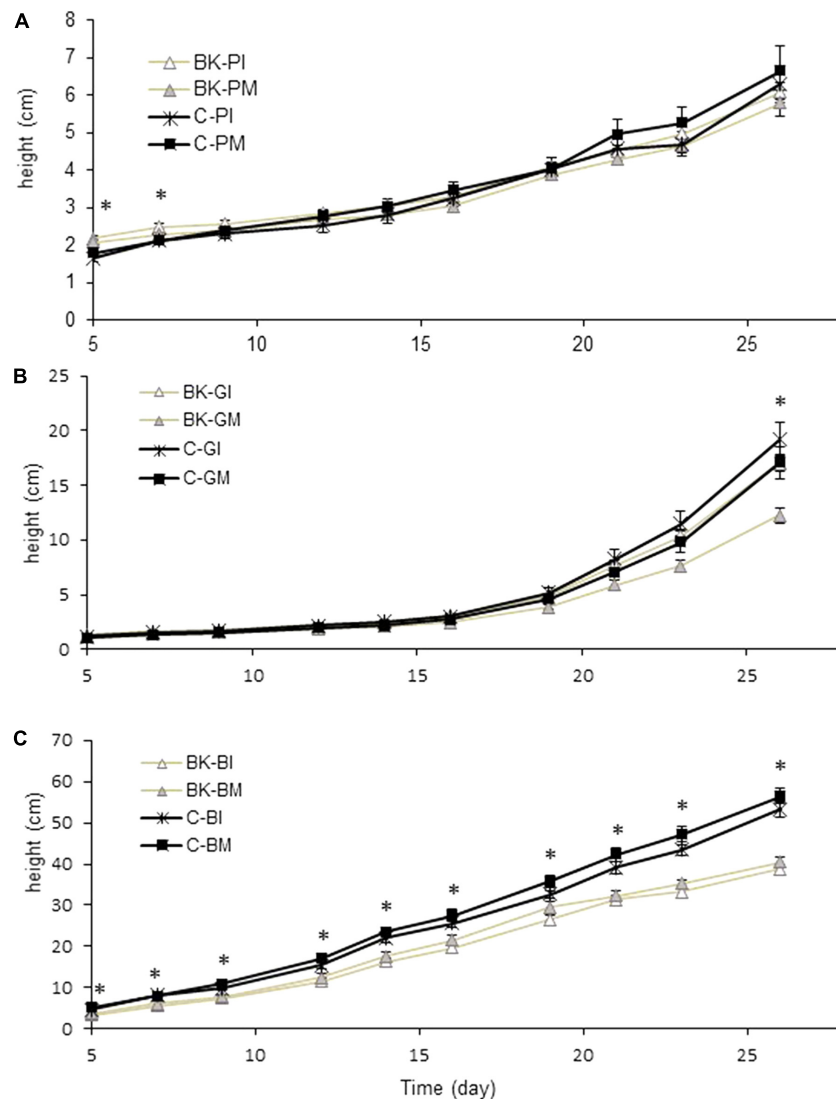 A
8
7
6
5
4
3
2
1
0
height (cm)
BK-PI
BK-PM
C-PI
C-PM
* *
5 10 15 20 25
B
25
20
15
10
5
0
height (cm)
BK-GI
BK-GM
C-GI
C-GM
*
5 10 15 20 25
C
70
60
50
40
30
20
10
0
height (cm)
BK-BI
BK-BM
C-BI
C-BM
* * * * * * * * * *
5 10 15 20 25
Time (day)